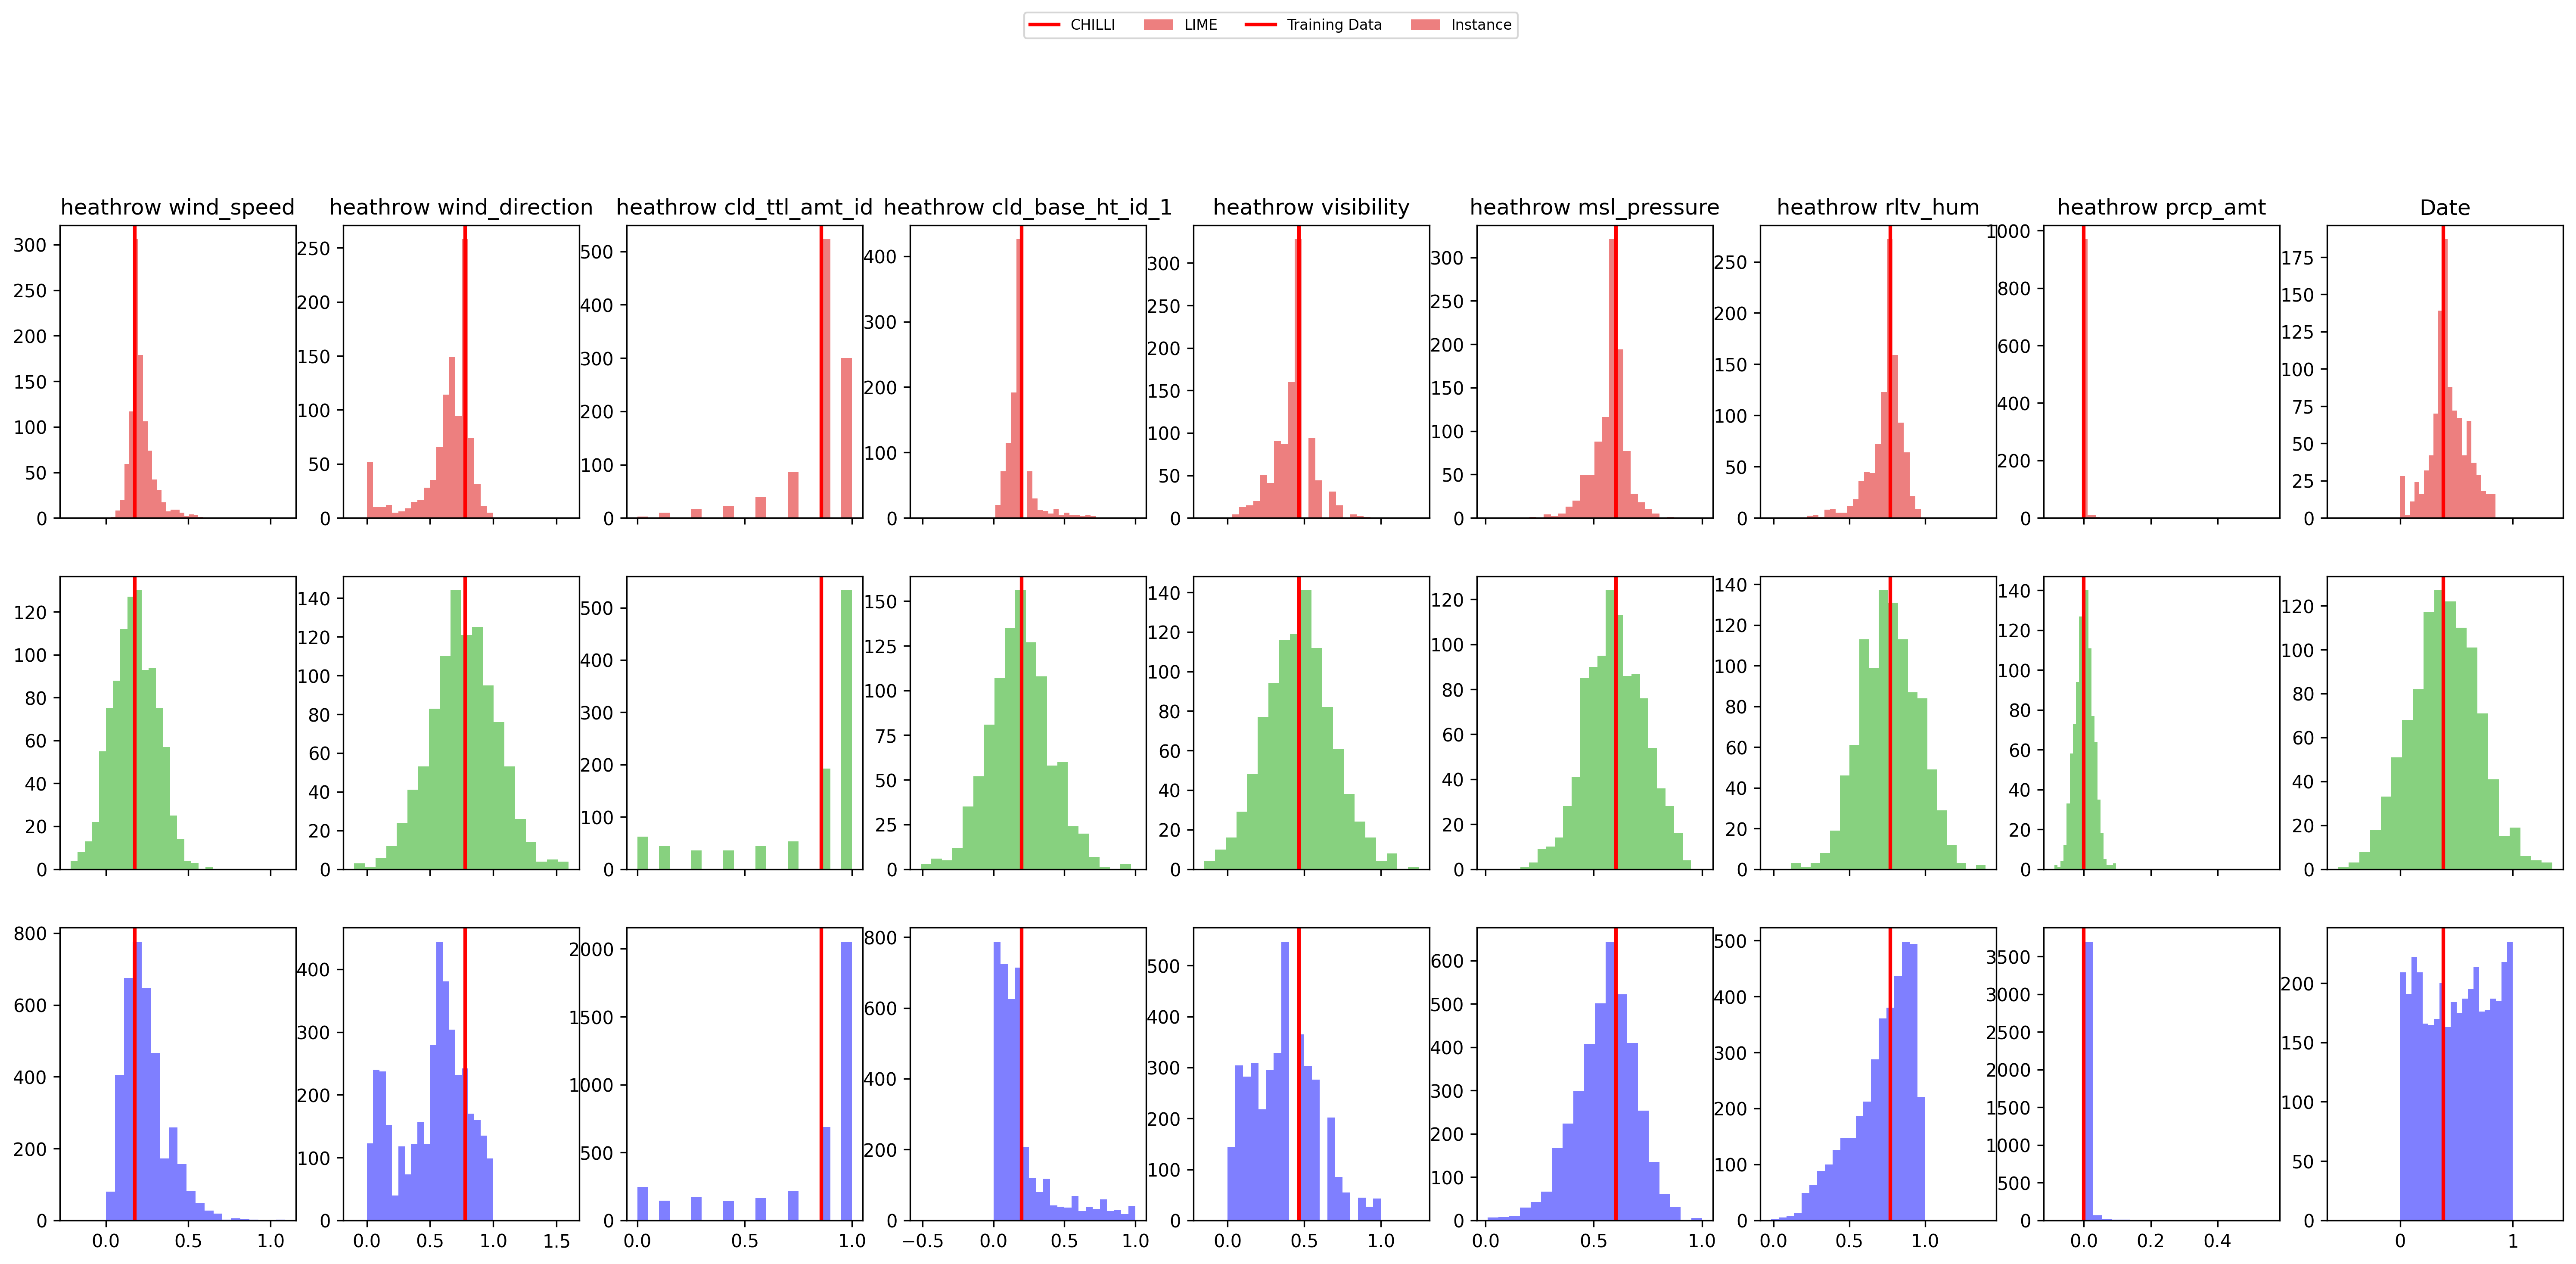 CHILLI LIME Training Data Instance
heathrow wind_speed heathrow wind_direction heathrow cld_ttl_amt_id heathrow cld_base_ht_id_1 heathrow visibility heathrow msl_pressure heathrow rltv_hum heathrow prcp_amt Date
300 250 200 150 100 50 0
250 200 150 100 50 0
500 400 300 200 100 0
400 300 200 100 0
300 250 200 150 100 50 0
300 250 200 150 100 50 0
250 200 150 100 50 0
1000 800 600 400 200 0
175 150 125 100 75 50 25 0
120 100 80 60 40 20 0
140 120 100 80 60 40 20 0
500 400 300 200 100 0
150 125 100 75 50 25 0
140 120 100 80 60 40 20 0
120 100 80 60 40 20 0
140 120 100 80 60 40 20 0
140 120 100 80 60 40 20 0
120 100 80 60 40 20 0
800 600 400 200 0
400 300 200 100 0
2000 1500 1000 500 0
800 600 400 200 0
500 400 300 200 100 0
600 500 400 300 200 100 0
500 400 300 200 100 0
3500 3000 2500 2000 1500 1000 500 0
200 150 100 50 0
0.0 0.5 1.0 0.0 0.5 1.0 1.5 0.0 0.5 1.0 −0.5 0.0 0.5 1.0 0.0 0.5 1.0 0.0 0.5 1.0 0.0 0.5 1.0 0.0 0.2 0.4 0 1